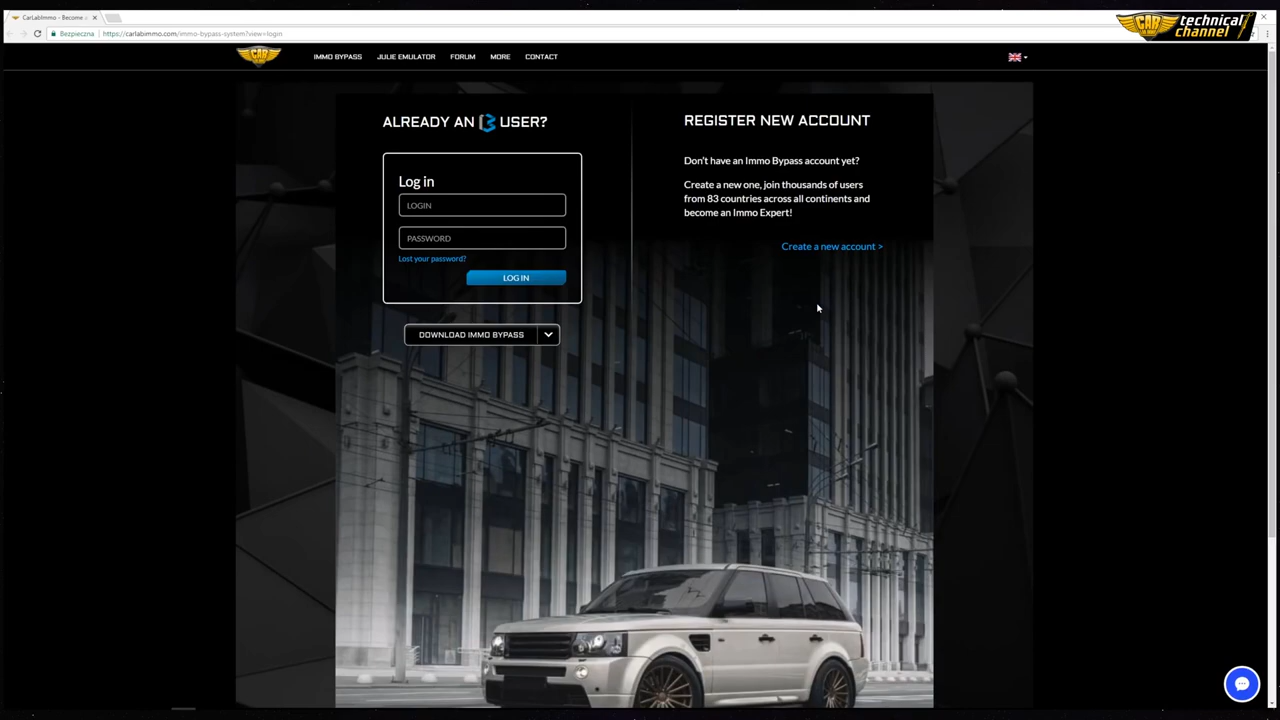 CarLabImmo – Become a
CAR technical channel
Bezpieczna
https://carlabimmo.com/immo-bypass-system?view=login
CAR
IMMO BYPASS
JULIE EMULATOR
FORUM
MORE
CONTACT
ALREADY AN USER?
Log in
LOGIN
PASSWORD
Lost your password?
LOG IN
DOWNLOAD IMMO BYPASS
REGISTER NEW ACCOUNT
Don't have an Immo Bypass account yet?
Create a new one, join thousands of users
from 83 countries across all continents and
become an Immo Expert!
Create a new account >